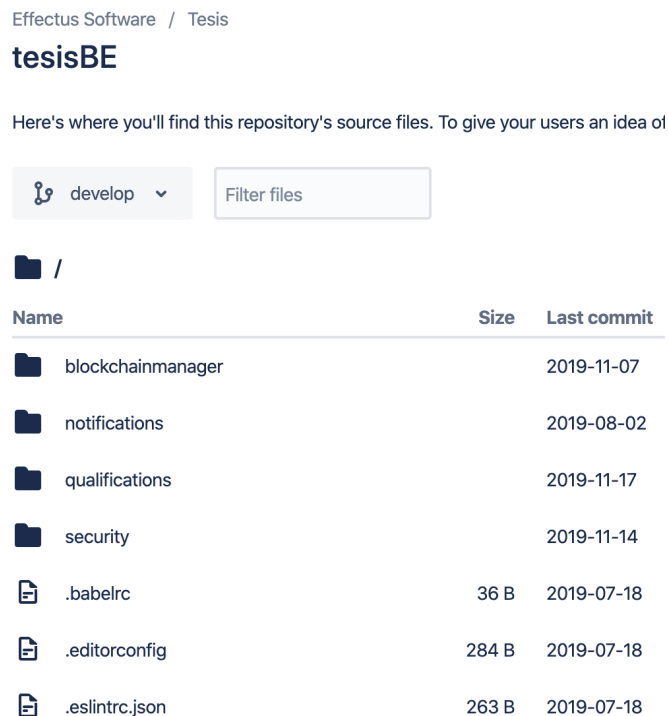 Effectus Software / Tesis
tesisBE
Here's where you'll find this repository's source files. To give your users an idea of
develop
Filter files
/
Name Size Last commit
blockchainmanager 2019-11-07
notifications 2019-08-02
qualifications 2019-11-17
security 2019-11-14
.babelrc 36 B 2019-07-18
.editorconfig 284 B 2019-07-18
.eslintrc.json 263 B 2019-07-18